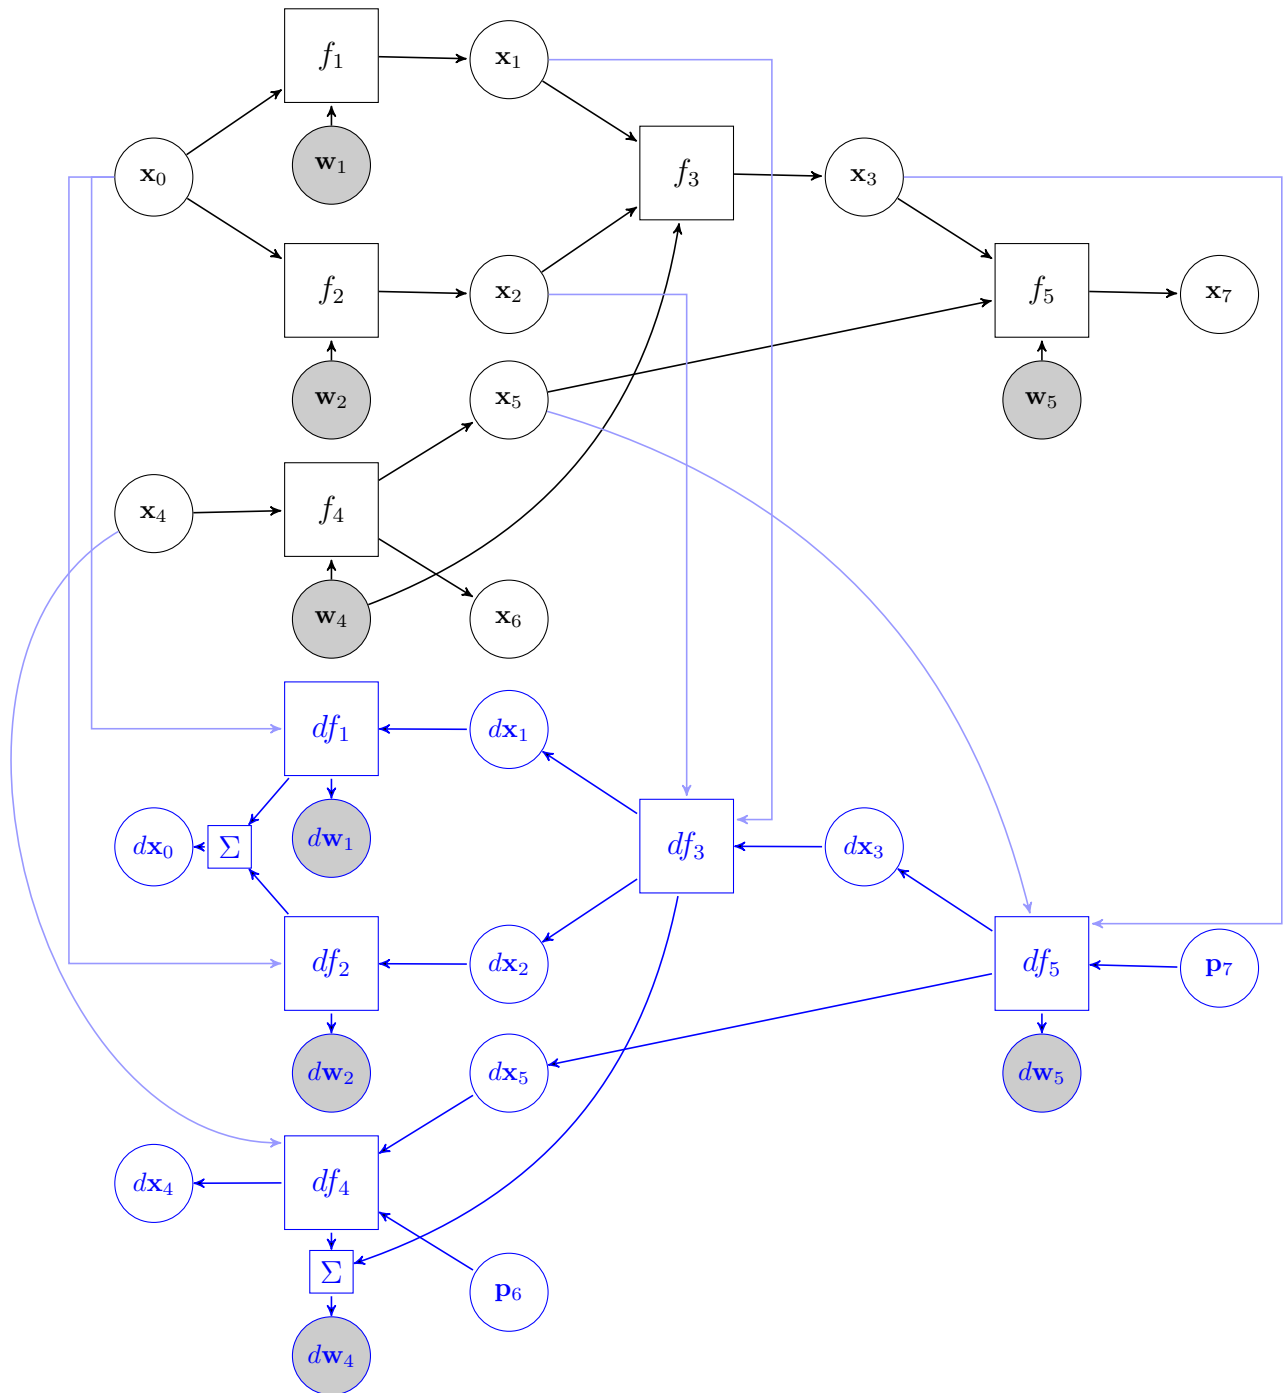 f₁
x₁
w₁
x₀
f₃
x₃
f₂
x₂
f₅
x₇
w₂
x₅
w₅
x₄
f₄
w₄
x₆
df₁
dx₁
dx₀
Σ
dw₁
df₃
dx₃
df₂
dx₂
df₅
p₇
dw₂
dx₅
dw₅
dx₄
df₄
Σ
p₆
dw₄